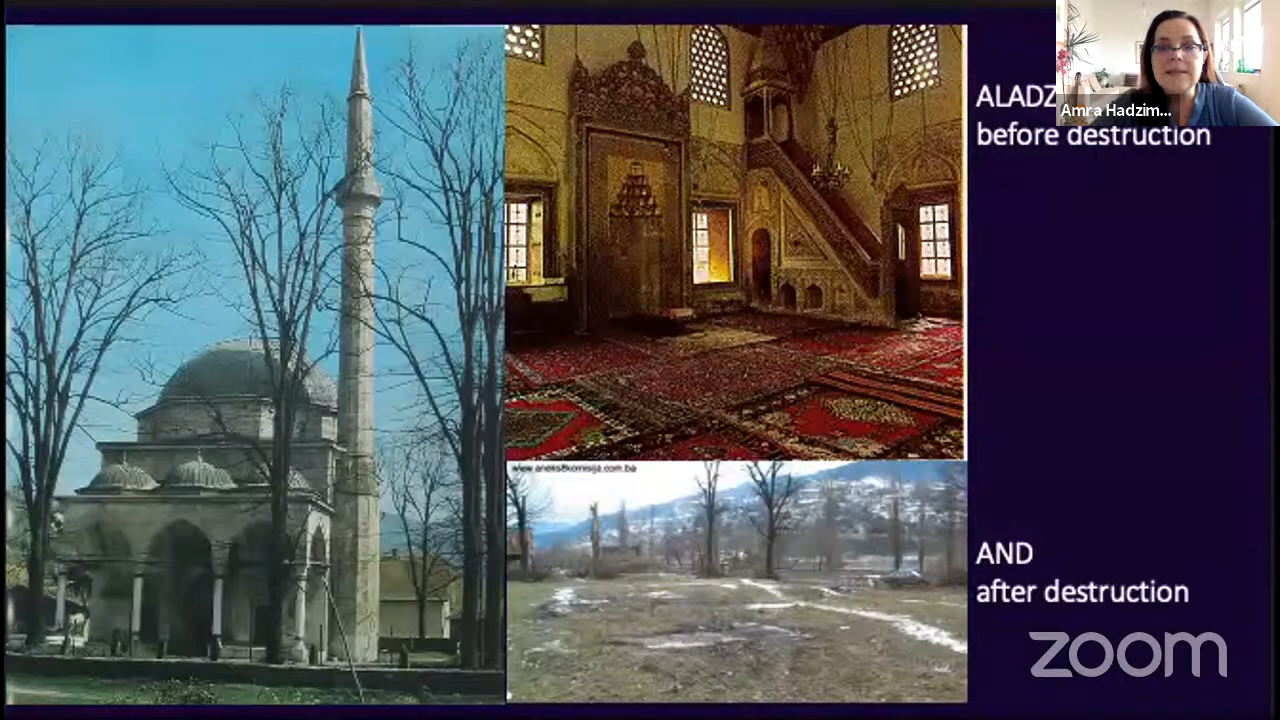 ALADZ
before destruction
Amra Hadzim...
www.aneks8komisija.com.ba
AND
after destruction
zoom